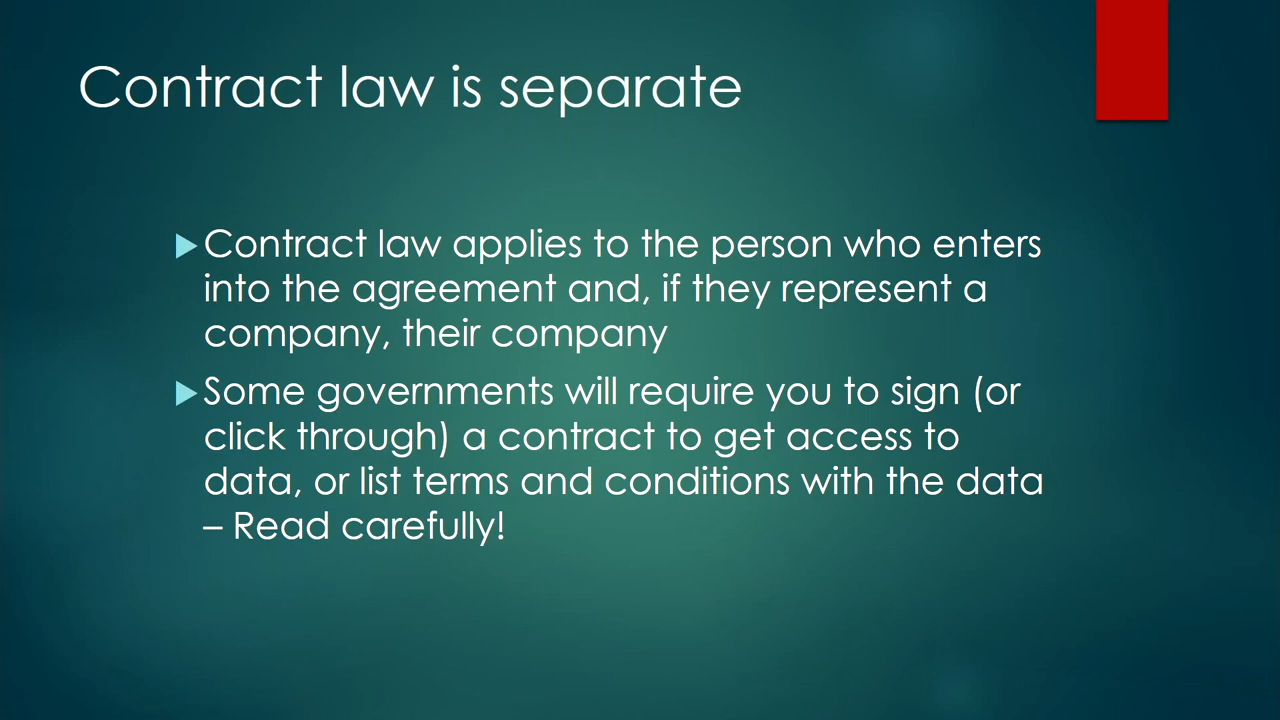 Contract law is separate
Contract law applies to the person who enters
into the agreement and, if they represent a
company, their company
Some governments will require you to sign (or
click through) a contract to get access to
data, or list terms and conditions with the data
– Read carefully!